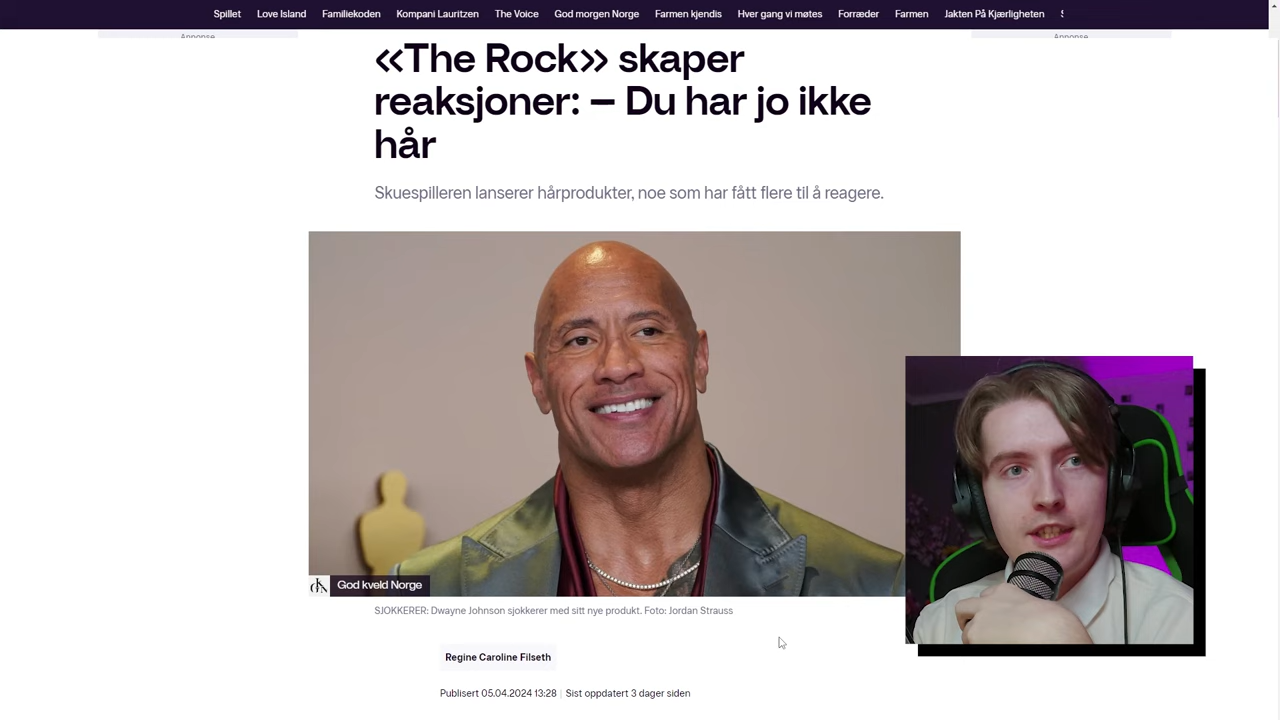 Spillet Love Island Familiekoden Kompani Lauritzen The Voice God morgen Norge Farmen kjendis Hver gang vi møtes Forræder Farmen Jakten På Kjærligheten
Annonse Annonse
«The Rock» skaper
reaksjoner: – Du har jo ikke
hår
Skuespilleren lanserer hårprodukter, noe som har fått flere til å reagere.
God kveld Norge
SJOKKERER: Dwayne Johnson sjokkerer med sitt nye produkt. Foto: Jordan Strauss
Regine Caroline Filseth
Publisert 05.04.2024 13:28 | Sist oppdatert 3 dager siden